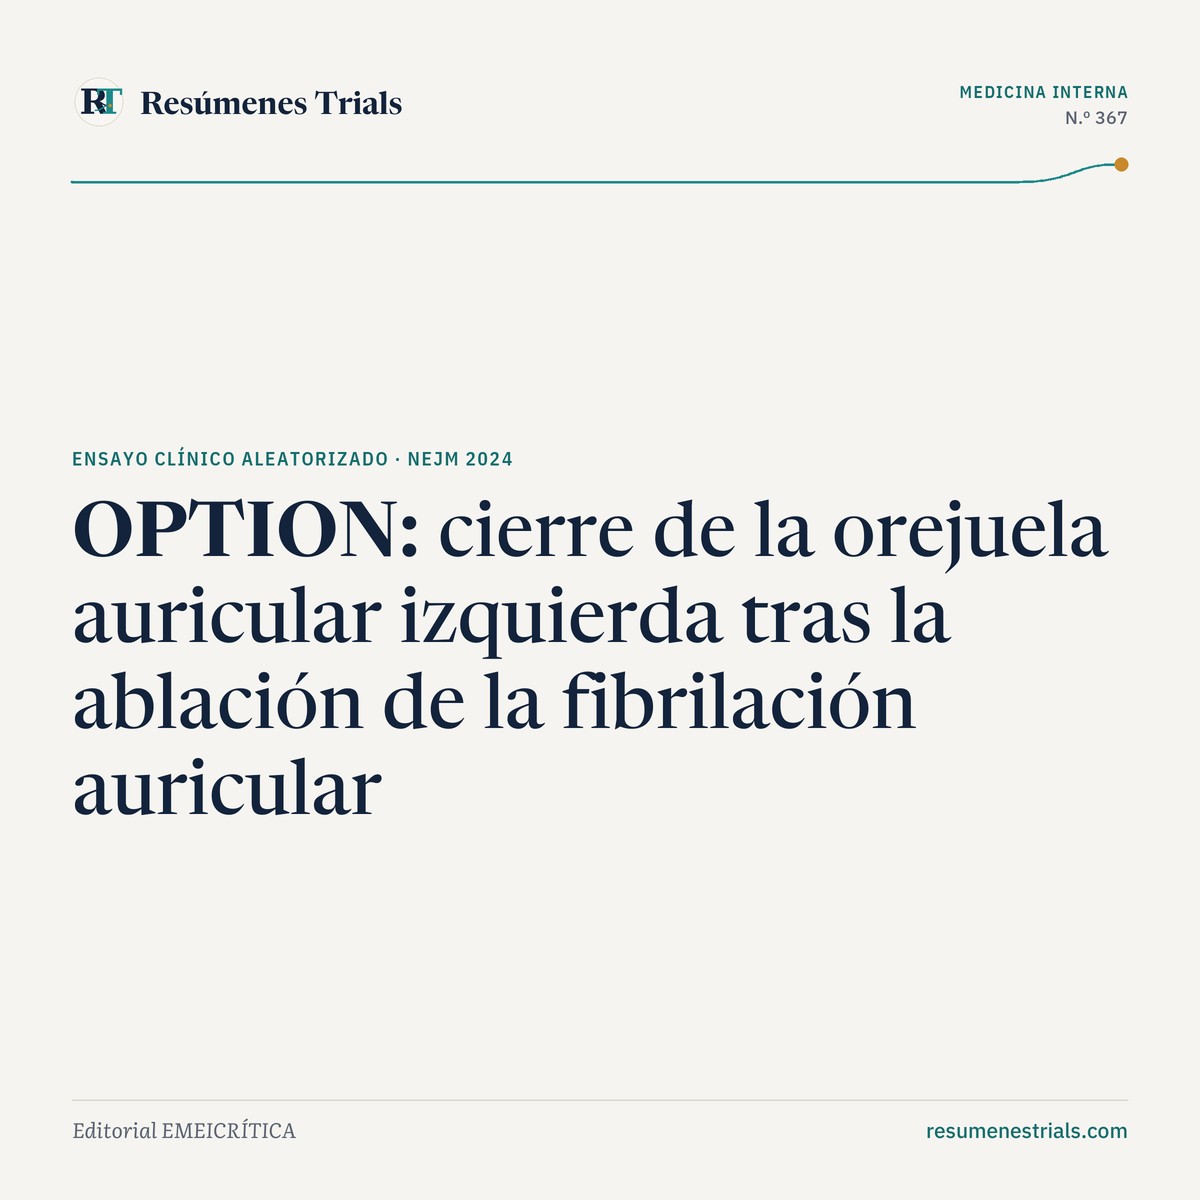 RT Resúmenes Trials
MEDICINA INTERNA
N.º 367
ENSAYO CLÍNICO ALEATORIZADO · NEJM 2024
OPTION: cierre de la orejuela
auricular izquierda tras la
ablación de la fibrilación
auricular
Editorial EMEICRÍTICA
resumenestrials.com